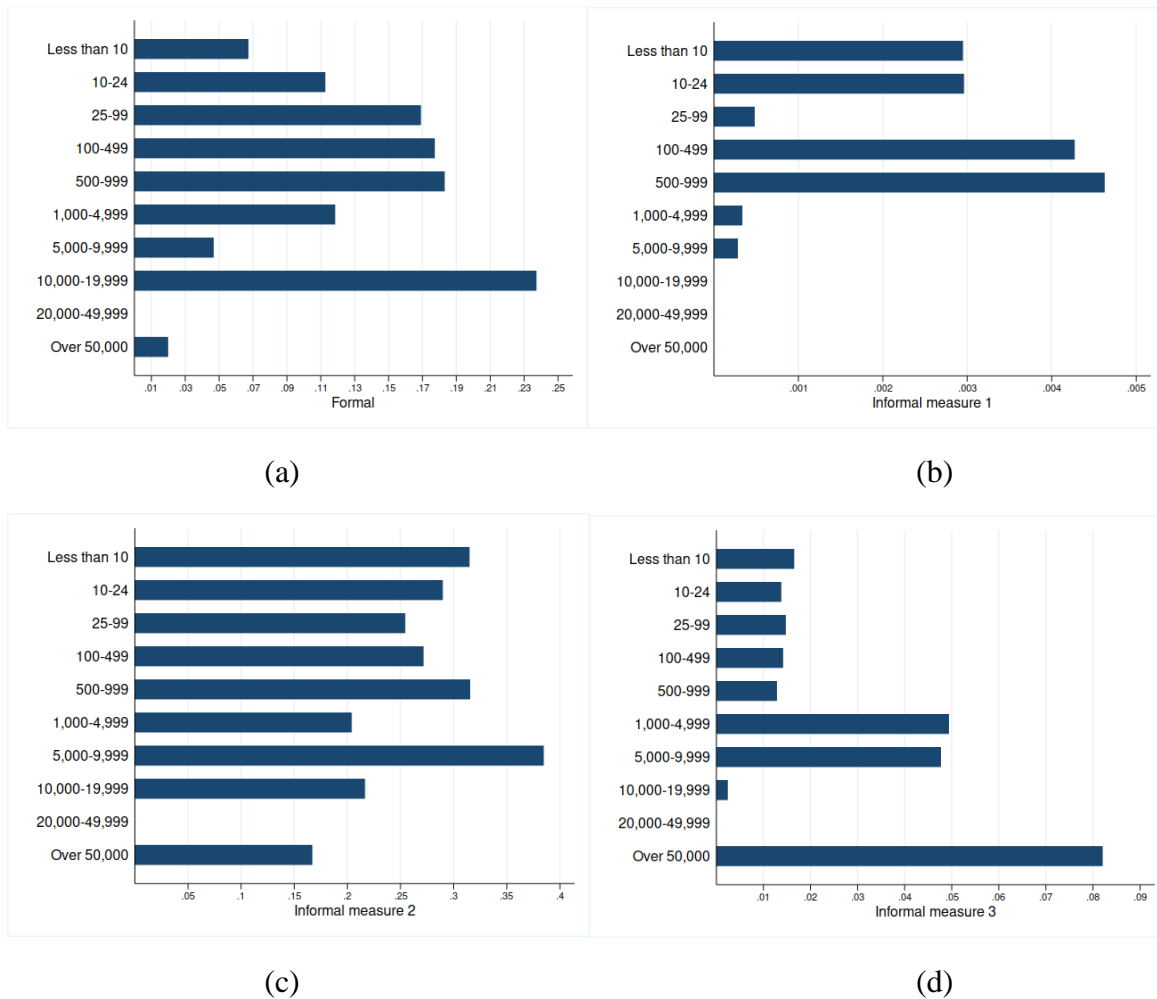 Less than 10
10-24
25-99
100-499
500-999
1,000-4,999
5,000-9,999
10,000-19,999
20,000-49,999
Over 50,000
.01 .03 .05 .07 .09 .11 .13 .15 .17 .19 .21 .23 .25
Formal
(a)
Less than 10
10-24
25-99
100-499
500-999
1,000-4,999
5,000-9,999
10,000-19,999
20,000-49,999
Over 50,000
.001 .002 .003 .004 .005
Informal measure 1
(b)
Less than 10
10-24
25-99
100-499
500-999
1,000-4,999
5,000-9,999
10,000-19,999
20,000-49,999
Over 50,000
.05 .1 .15 .2 .25 .3 .35 .4
Informal measure 2
(c)
Less than 10
10-24
25-99
100-499
500-999
1,000-4,999
5,000-9,999
10,000-19,999
20,000-49,999
Over 50,000
.01 .02 .03 .04 .05 .06 .07 .08 .09
Informal measure 3
(d)